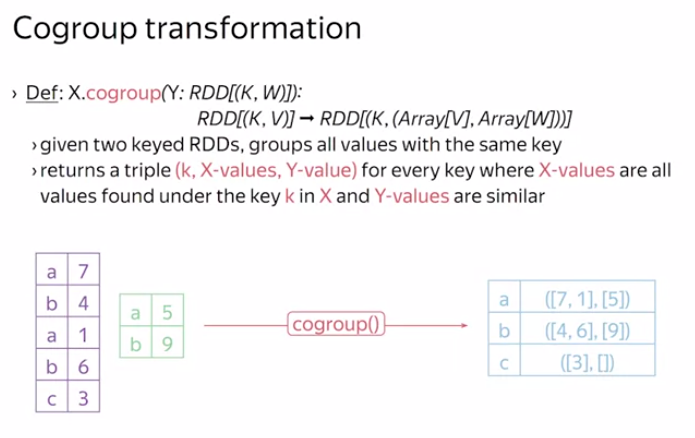 Cogroup transformation
› Def: X.cogroup(Y: RDD[(K, W)]):
RDD[(K, V)] → RDD[(K, (Array[V], Array[W]))]
› given two keyed RDDs, groups all values with the same key
› returns a triple (k, X-values, Y-value) for every key where X-values are all
values found under the key k in X and Y-values are similar
a 7
b 4
a 1
b 6
c 3
a 5
b 9
cogroup()
a ([7, 1], [5])
b ([4, 6], [9])
c ([3], [])